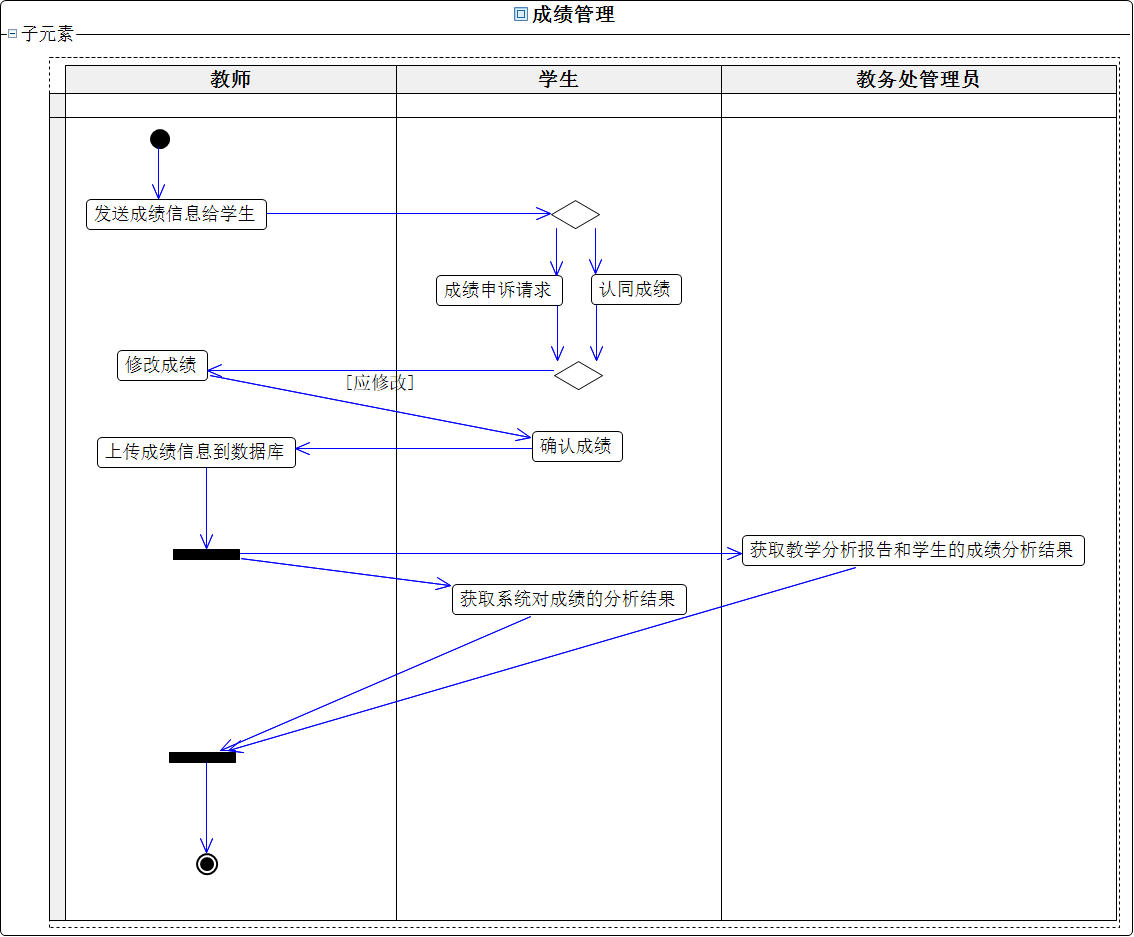 成绩管理
子元素
教师
学生
教务处管理员
发送成绩信息给学生
成绩申诉请求
认同成绩
修改成绩
[应修改]
确认成绩
上传成绩信息到数据库
获取教学分析报告和学生的成绩分析结果
获取系统对成绩的分析结果